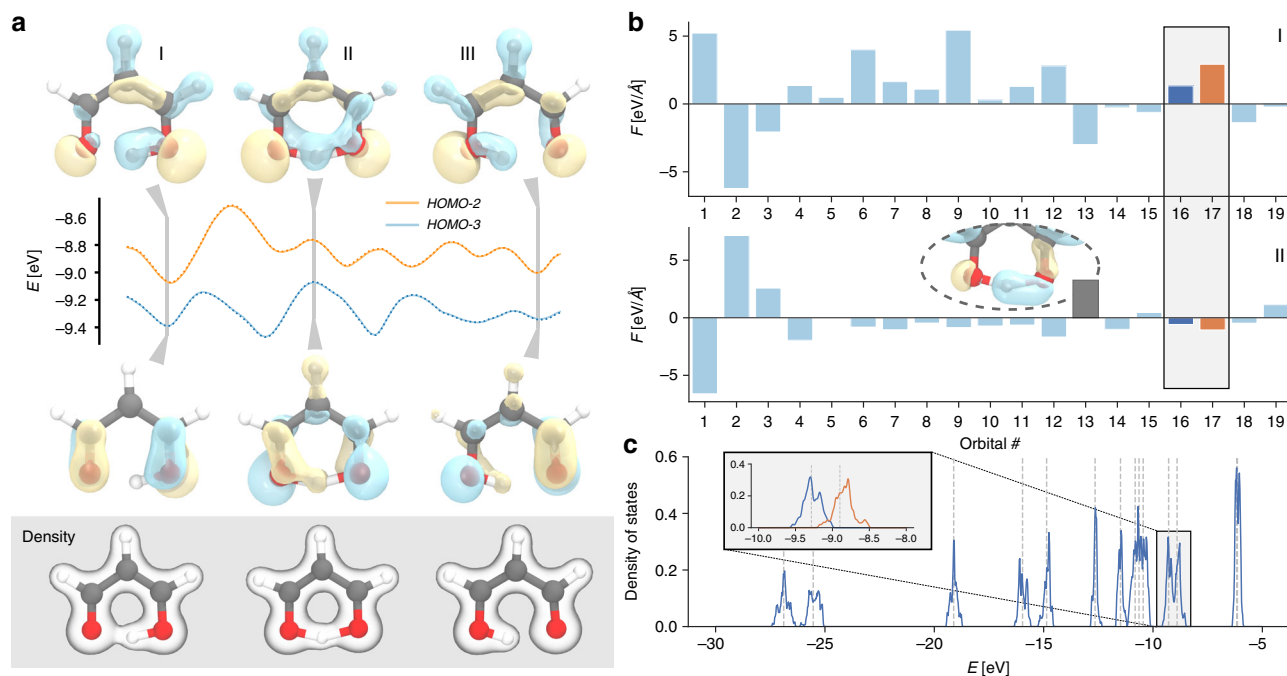 a
I
II
III
HOMO-2
HOMO-3
E [eV]
–8.6
–8.8
–9.0
–9.2
–9.4
Density
b
I
F [eV/Å]
5
0
–5
1 2 3 4 5 6 7 8 9 10 11 12 13 14 15 16 17 18 19
II
F [eV/Å]
5
0
–5
1 2 3 4 5 6 7 8 9 10 11 12 13 14 15 16 17 18 19
Orbital #
c
Density of states
0.6
0.4
0.2
0.0
0.4
0.2
0.0
–10.0 –9.5 –9.0 –8.5 –8.0
–30 –25 –20 –15 –10 –5
E [eV]